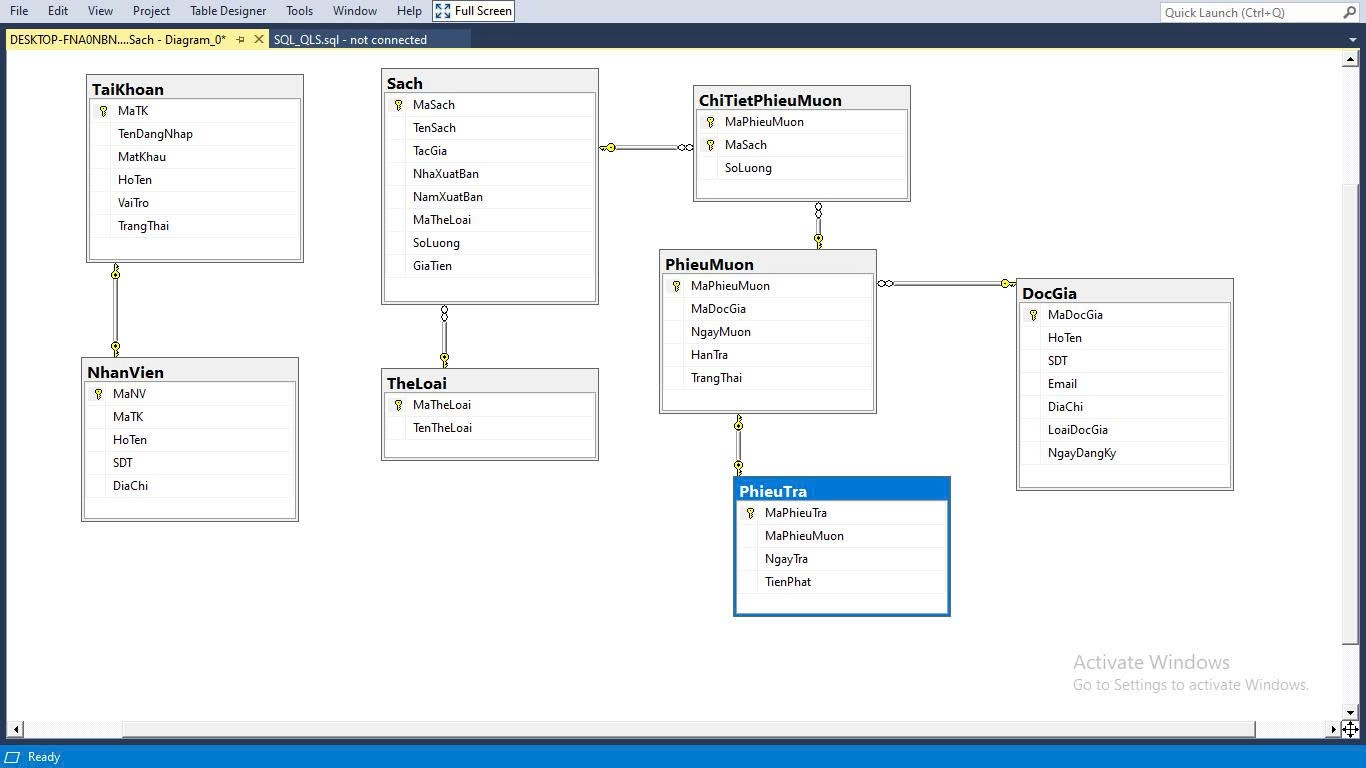 File Edit View Project Table Designer Tools Window Help Full Screen
Quick Launch (Ctrl+Q)
DESKTOP-FNA0NBN....Sach - Diagram_0* SQL_QLS.sql - not connected
TaiKhoan
MaTK
TenDangNhap
MatKhau
HoTen
VaiTro
TrangThai
NhanVien
MaNV
MaTK
HoTen
SDT
DiaChi
Sach
MaSach
TenSach
TacGia
NhaXuatBan
NamXuatBan
MaTheLoai
SoLuong
GiaTien
TheLoai
MaTheLoai
TenTheLoai
ChiTietPhieuMuon
MaPhieuMuon
MaSach
SoLuong
PhieuMuon
MaPhieuMuon
MaDocGia
NgayMuon
HanTra
TrangThai
PhieuTra
MaPhieuTra
MaPhieuMuon
NgayTra
TienPhat
DocGia
MaDocGia
HoTen
SDT
Email
DiaChi
LoaiDocGia
NgayDangKy
Activate Windows
Go to Settings to activate Windows.
Ready